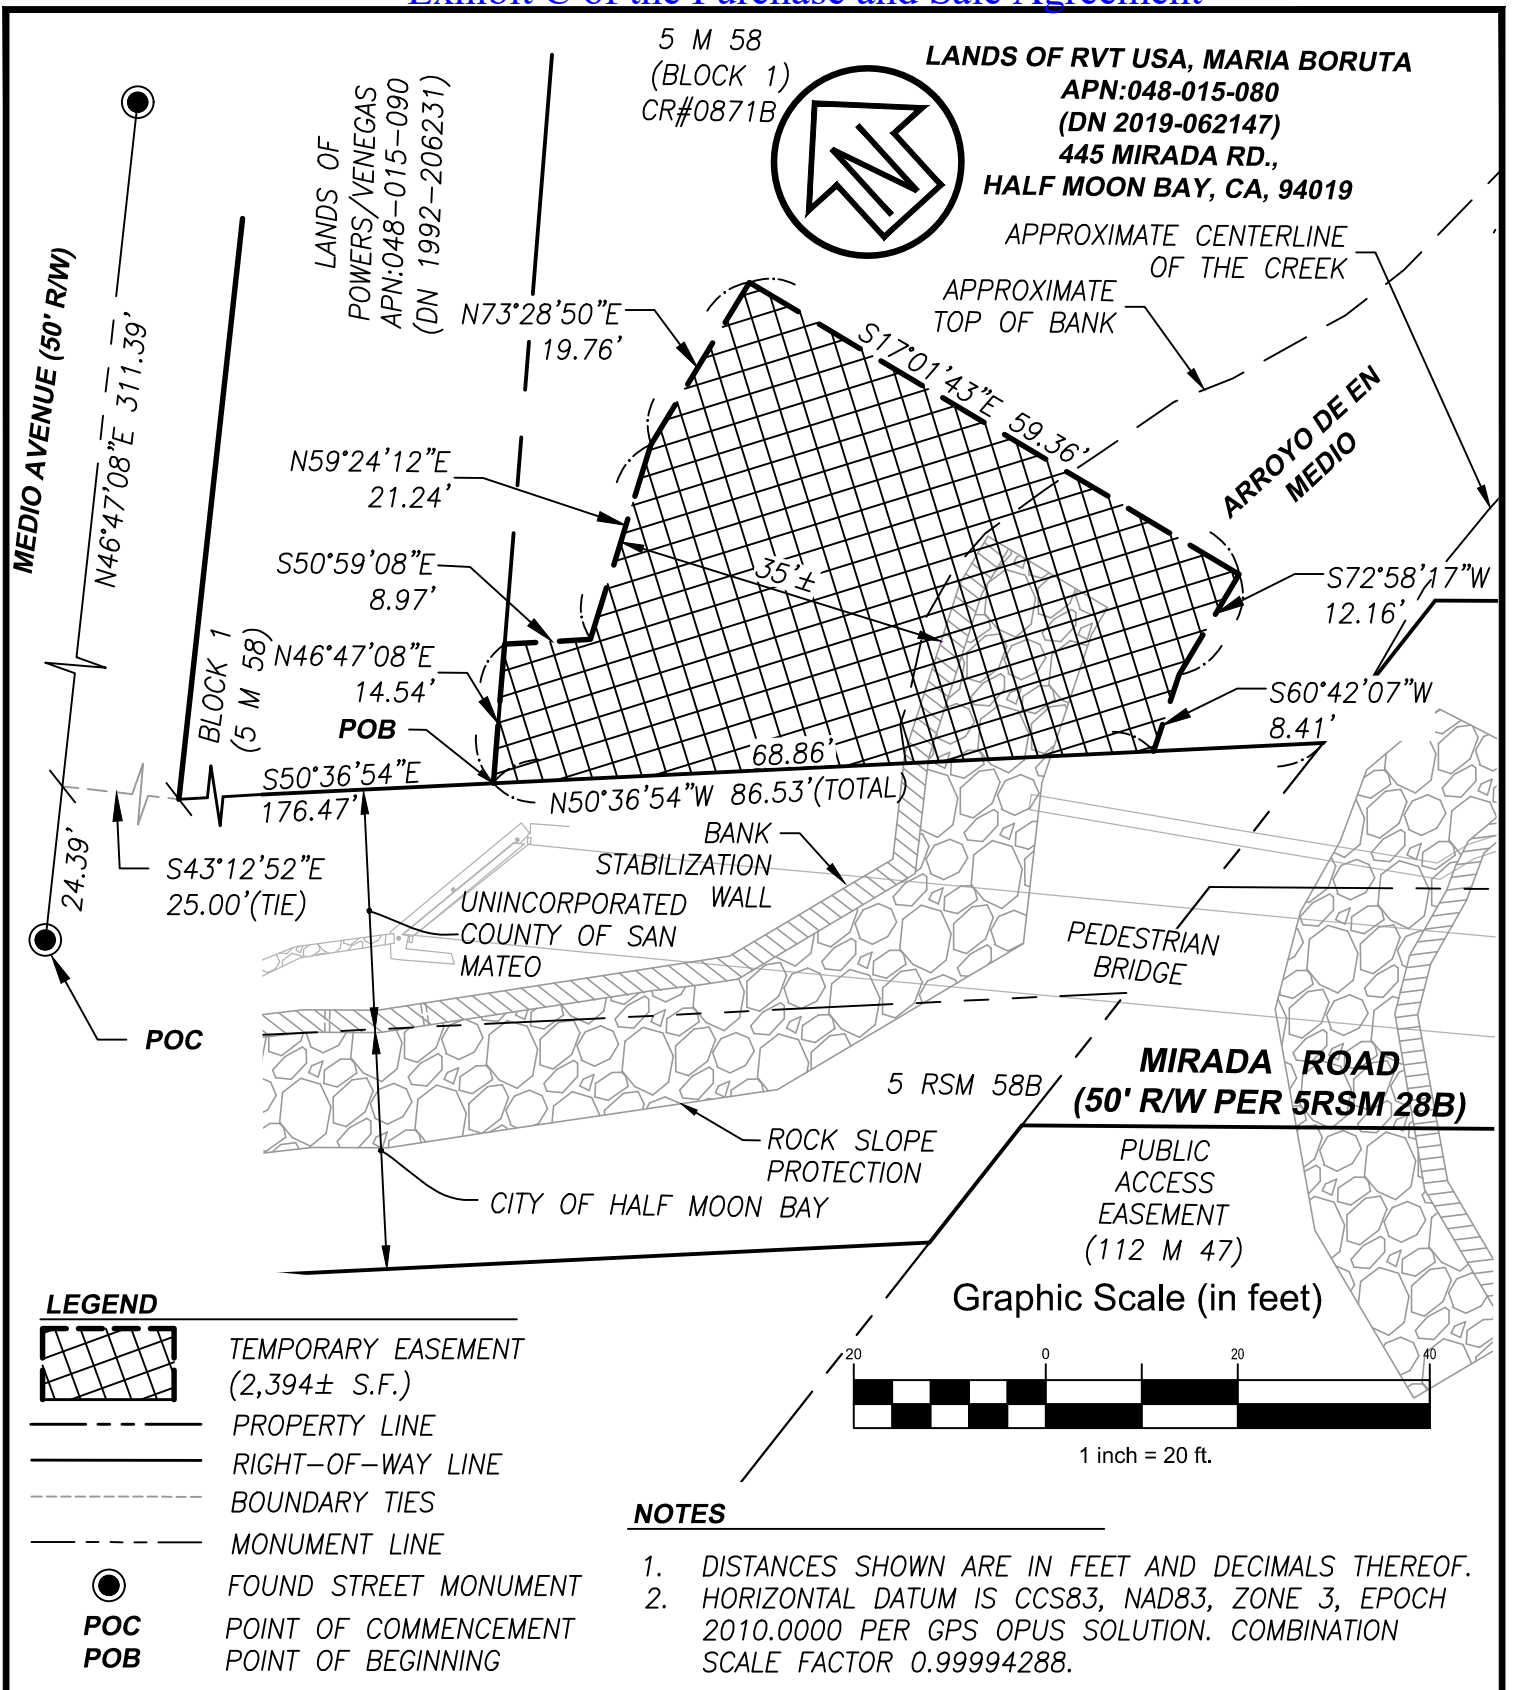 Exhibit C of the Purchase and Sale Agreement
5 M 58
(BLOCK 1)
CR#0871B
LANDS OF RVT USA, MARIA BORUTA
APN:048-015-080
(DN 2019-062147)
445 MIRADA RD.,
HALF MOON BAY, CA, 94019
N
LANDS OF
POWERS/VENEGAS
APN:048-015-090
(DN 1992-206231)
APPROXIMATE CENTERLINE
OF THE CREEK
APPROXIMATE
TOP OF BANK
MEDIO AVENUE (50' R/W)
N46°47'08"E 311.39'
N73°28'50"E
19.76'
S17°01'43"E 59.36'
ARROYO DE EN
MEDIO
N59°24'12"E
21.24'
S50°59'08"E
8.97'
35'±
S72°58'17"W
12.16'
N46°47'08"E
14.54'
BLOCK 1
(5 M 58)
S60°42'07"W
8.41'
POB
68.86'
S50°36'54"E
176.47'
N50°36'54"W 86.53'(TOTAL)
24.39'
S43°12'52"E
25.00'(TIE)
BANK
STABILIZATION
WALL
UNINCORPORATED
COUNTY OF SAN
MATEO
PEDESTRIAN
BRIDGE
POC
5 RSM 58B
MIRADA ROAD
(50' R/W PER 5RSM 28B)
ROCK SLOPE
PROTECTION
PUBLIC
ACCESS
EASEMENT
(112 M 47)
CITY OF HALF MOON BAY
Graphic Scale (in feet)
20 0 20 40
1 inch = 20 ft.
LEGEND
TEMPORARY EASEMENT
(2,394± S.F.)
PROPERTY LINE
RIGHT-OF-WAY LINE
BOUNDARY TIES
MONUMENT LINE
FOUND STREET MONUMENT
POC POINT OF COMMENCEMENT
POB POINT OF BEGINNING
NOTES
1. DISTANCES SHOWN ARE IN FEET AND DECIMALS THEREOF.
2. HORIZONTAL DATUM IS CCS83, NAD83, ZONE 3, EPOCH
2010.0000 PER GPS OPUS SOLUTION. COMBINATION
SCALE FACTOR 0.99994288.